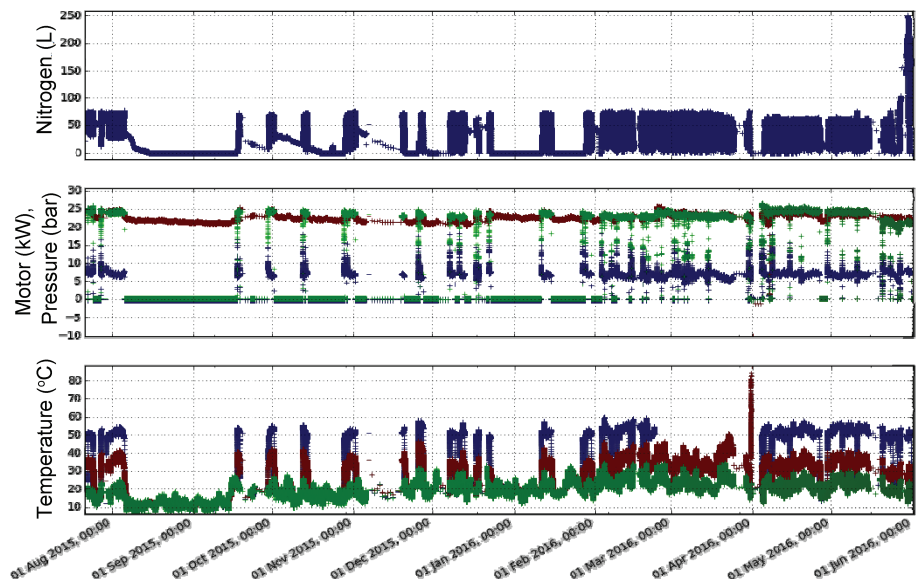 Nitrogen (L)
250
200
150
100
50
0
Motor (kW),
Pressure (bar)
30
25
20
15
10
5
0
−5
−10
Temperature (°C)
80
70
60
50
40
30
20
10
01 Aug 2015, 00:00
01 Sep 2015, 00:00
01 Oct 2015, 00:00
01 Nov 2015, 00:00
01 Dec 2015, 00:00
01 Jan 2016, 00:00
01 Feb 2016, 00:00
01 Mar 2016, 00:00
01 Apr 2016, 00:00
01 May 2016, 00:00
01 Jun 2016, 00:00